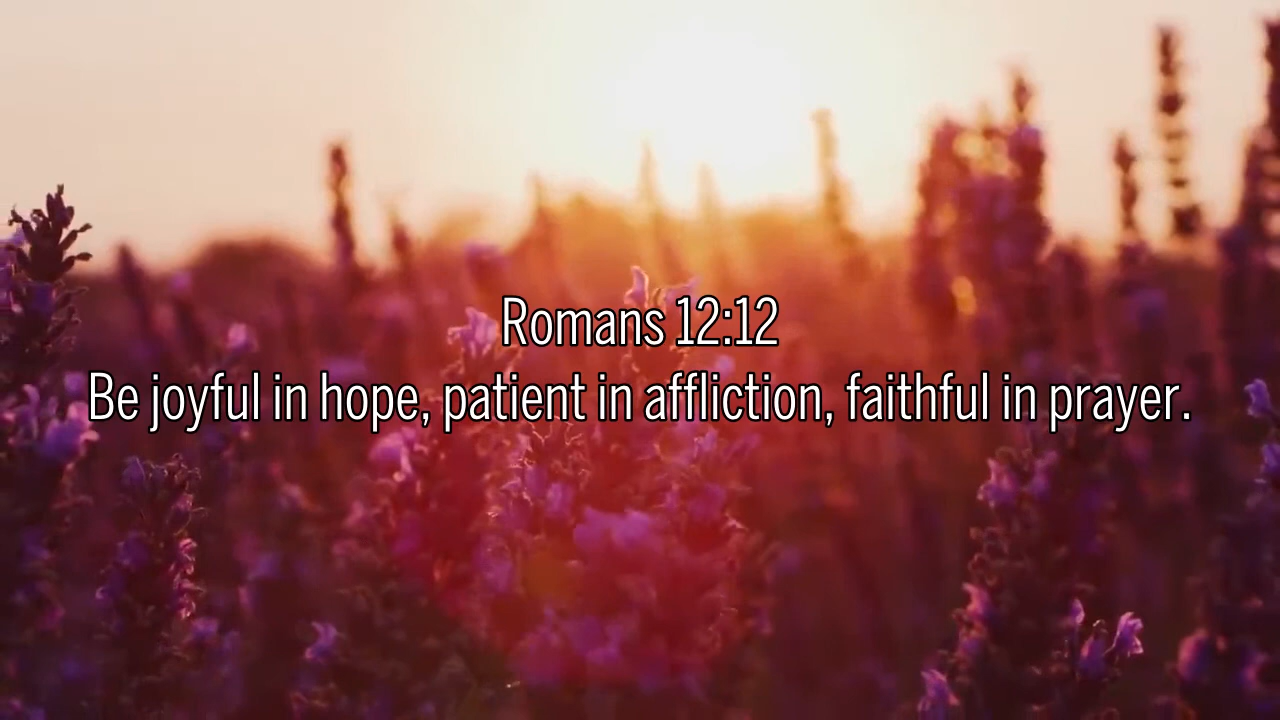 Romans 12:12
Be joyful in hope, patient in affliction, faithful in prayer.